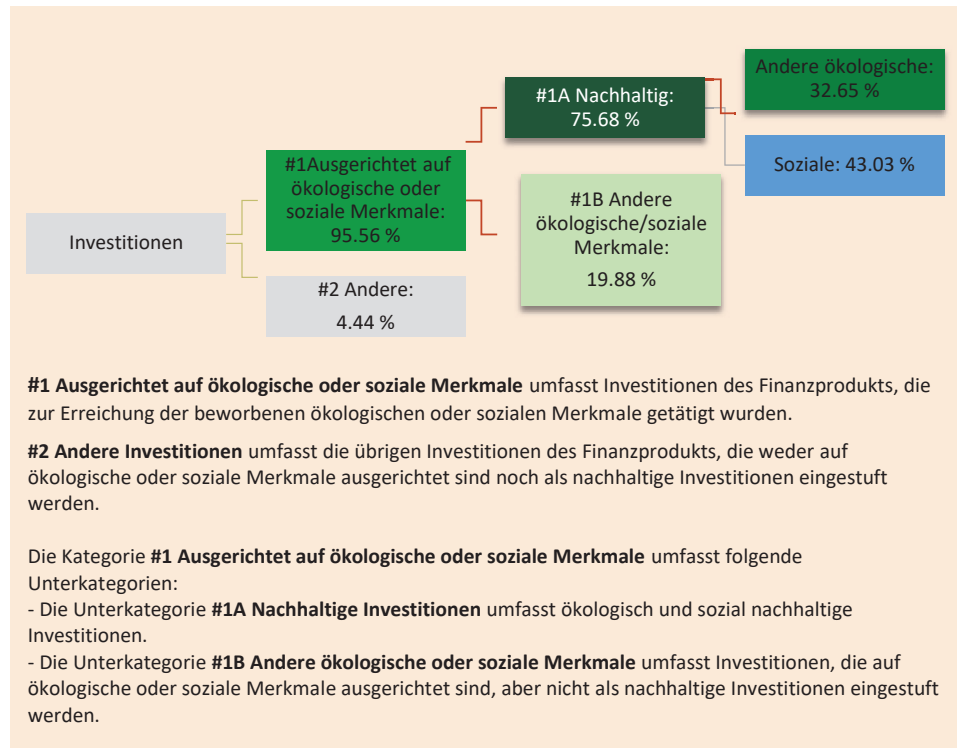 Investitionen
#1Ausgerichtet auf
ökologische oder
soziale Merkmale:
95.56 %
#2 Andere:
4.44 %
#1A Nachhaltig:
75.68 %
#1B Andere
ökologische/soziale
Merkmale:
19.88 %
Andere ökologische:
32.65 %
Soziale: 43.03 %
#1 Ausgerichtet auf ökologische oder soziale Merkmale umfasst Investitionen des Finanzprodukts, die
zur Erreichung der beworbenen ökologischen oder sozialen Merkmale getätigt wurden.
#2 Andere Investitionen umfasst die übrigen Investitionen des Finanzprodukts, die weder auf
ökologische oder soziale Merkmale ausgerichtet sind noch als nachhaltige Investitionen eingestuft
werden.
Die Kategorie #1 Ausgerichtet auf ökologische oder soziale Merkmale umfasst folgende
Unterkategorien:
- Die Unterkategorie #1A Nachhaltige Investitionen umfasst ökologisch und sozial nachhaltige
Investitionen.
- Die Unterkategorie #1B Andere ökologische oder soziale Merkmale umfasst Investitionen, die auf
ökologische oder soziale Merkmale ausgerichtet sind, aber nicht als nachhaltige Investitionen eingestuft
werden.